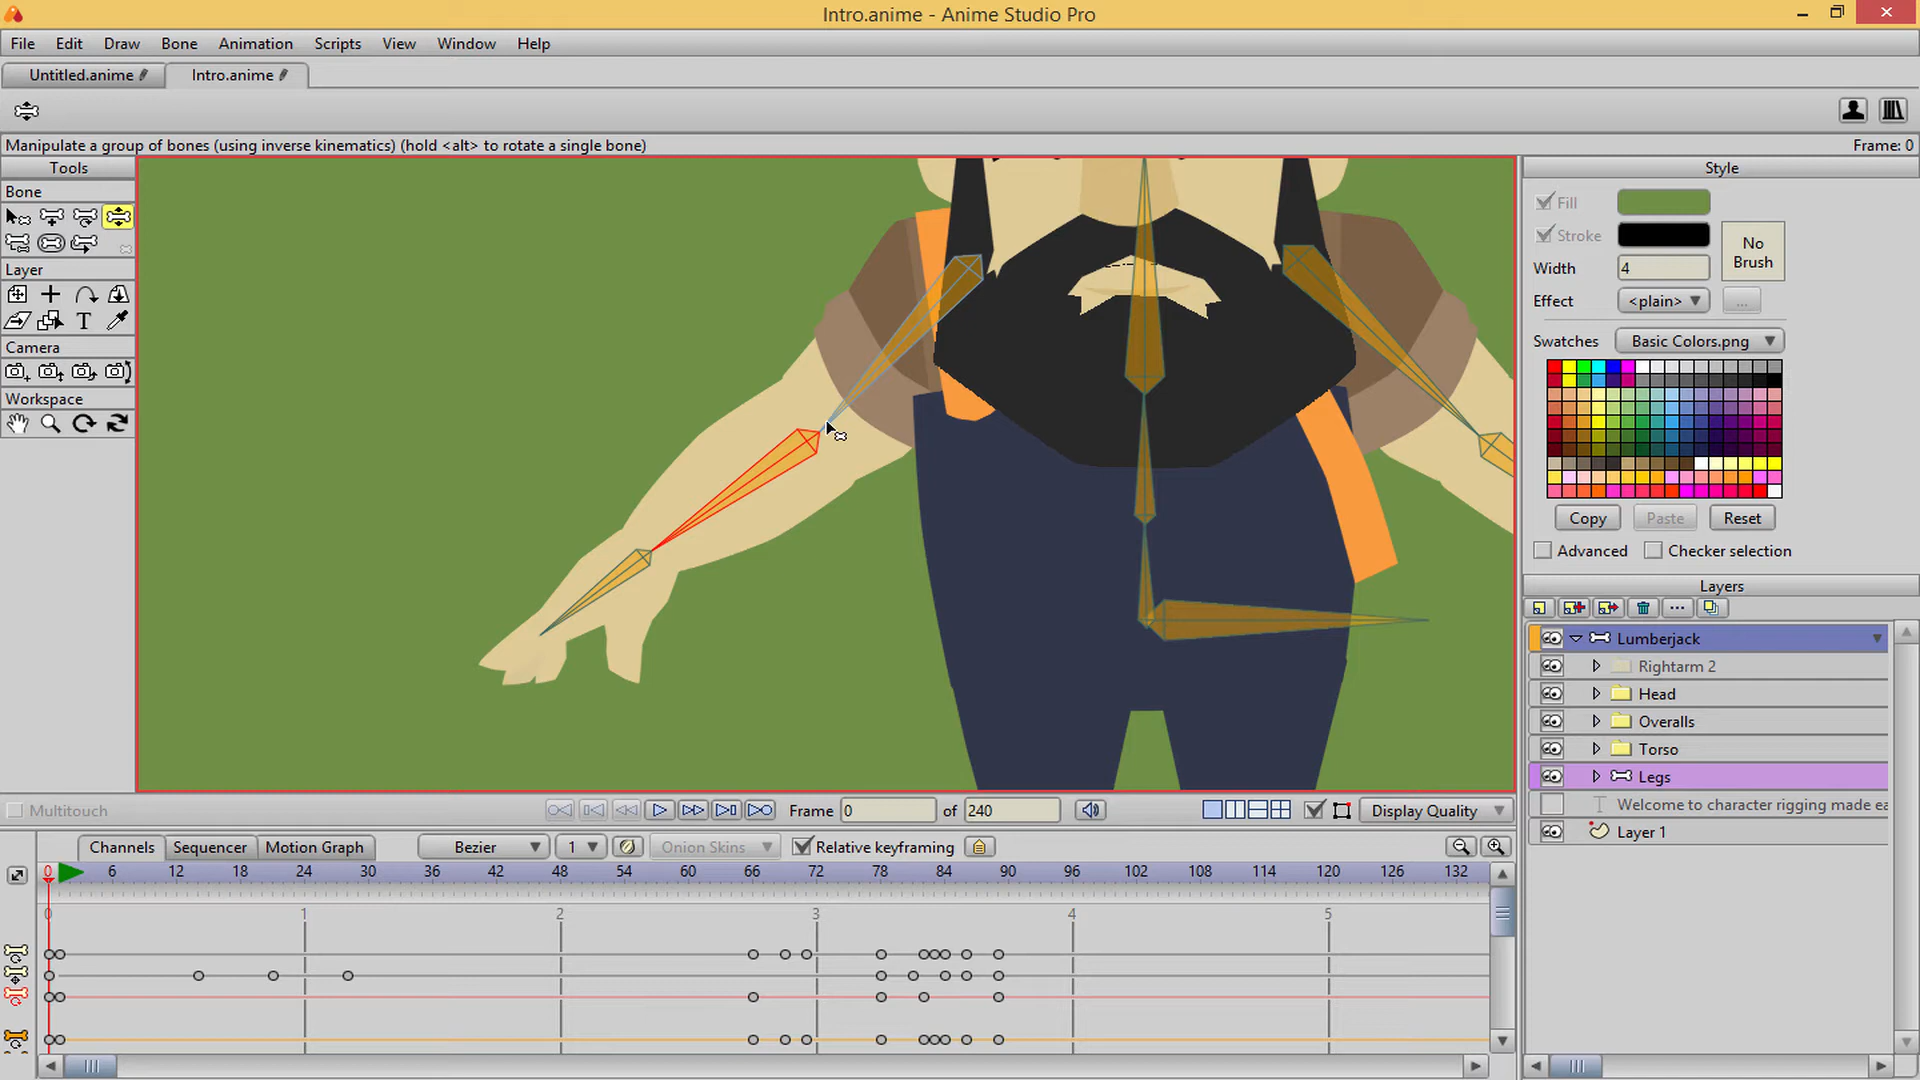 Intro.anime - Anime Studio Pro
File Edit Draw Bone Animation Scripts View Window Help
Untitled.anime Intro.anime
Manipulate a group of bones (using inverse kinematics) (hold <alt> to rotate a single bone) Frame: 0
Tools
Bone
Layer
T
Camera
Workspace
Style
Fill
Stroke
No Brush
Width 4
Effect <plain> ...
Swatches Basic Colors.png
Copy Paste Reset
Advanced Checker selection
Layers
Lumberjack
Rightarm 2
Head
Overalls
Torso
Legs
T Welcome to character rigging made ea
Layer 1
Multitouch Frame 0 of 240 Display Quality
Channels Sequencer Motion Graph Bezier 1 Onion Skins Relative keyframing
0 6 12 18 24 30 36 42 48 54 60 66 72 78 84 90 96 102 108 114 120 126 132
0 1 2 3 4 5